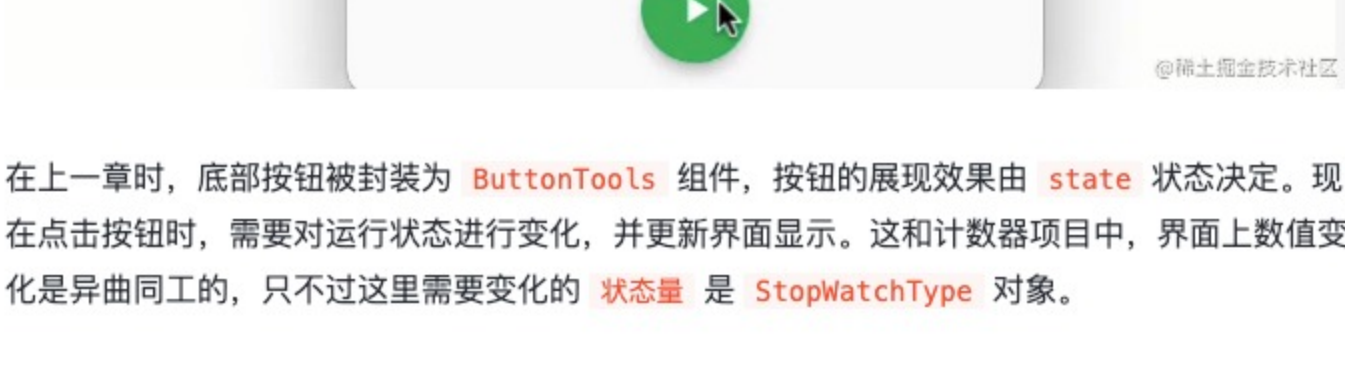 @稀土掘金技术社区
在上一章时，底部按钮被封装为 ButtonTools 组件，按钮的展现效果由 state 状态决定。现
在点击按钮时，需要对运行状态进行变化，并更新界面显示。这和计数器项目中，界面上数值变
化是异曲同工的，只不过这里需要变化的 状态量 是 StopWatchType 对象。